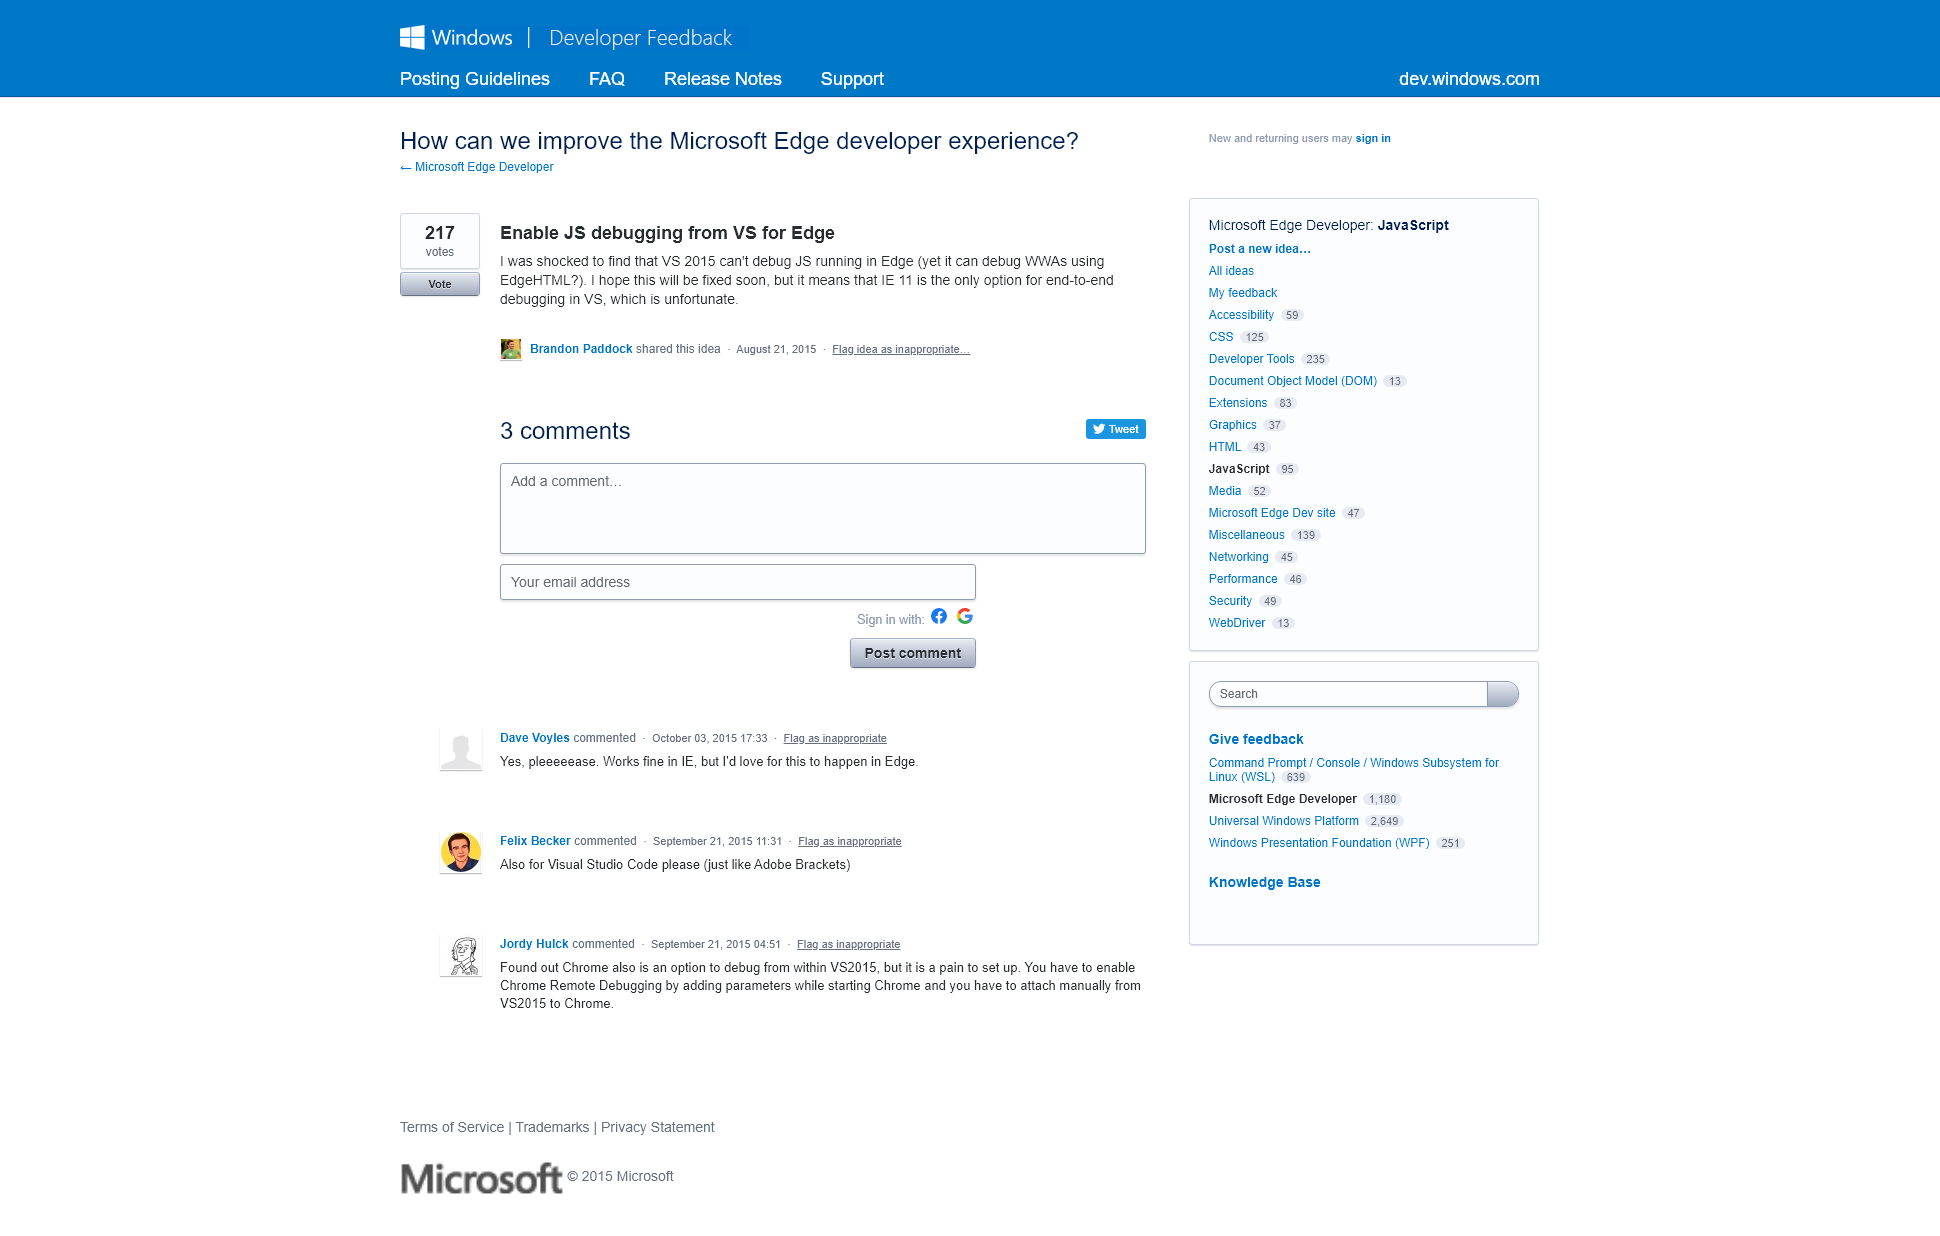 Windows | Developer Feedback
Posting Guidelines FAQ Release Notes Support dev.windows.com
How can we improve the Microsoft Edge developer experience?
← Microsoft Edge Developer
New and returning users may sign in
217
votes
Vote
Enable JS debugging from VS for Edge
I was shocked to find that VS 2015 can't debug JS running in Edge (yet it can debug WWAs using
EdgeHTML?). I hope this will be fixed soon, but it means that IE 11 is the only option for end-to-end
debugging in VS, which is unfortunate.
Brandon Paddock shared this idea · August 21, 2015 · Flag idea as inappropriate…
3 comments
Tweet
Add a comment…
Your email address
Sign in with:
Post comment
Dave Voyles commented · October 03, 2015 17:33 · Flag as inappropriate
Yes, pleeeeease. Works fine in IE, but I'd love for this to happen in Edge.
Felix Becker commented · September 21, 2015 11:31 · Flag as inappropriate
Also for Visual Studio Code please (just like Adobe Brackets)
Jordy Hulck commented · September 21, 2015 04:51 · Flag as inappropriate
Found out Chrome also is an option to debug from within VS2015, but it is a pain to set up. You have to enable
Chrome Remote Debugging by adding parameters while starting Chrome and you have to attach manually from
VS2015 to Chrome.
Microsoft Edge Developer: JavaScript
Post a new idea…
All ideas
My feedback
Accessibility 59
CSS 125
Developer Tools 235
Document Object Model (DOM) 13
Extensions 83
Graphics 37
HTML 43
JavaScript 95
Media 52
Microsoft Edge Dev site 47
Miscellaneous 139
Networking 45
Performance 46
Security 49
WebDriver 13
Search
Give feedback
Command Prompt / Console / Windows Subsystem for
Linux (WSL) 639
Microsoft Edge Developer 1,180
Universal Windows Platform 2,649
Windows Presentation Foundation (WPF) 251
Knowledge Base
Terms of Service | Trademarks | Privacy Statement
Microsoft © 2015 Microsoft